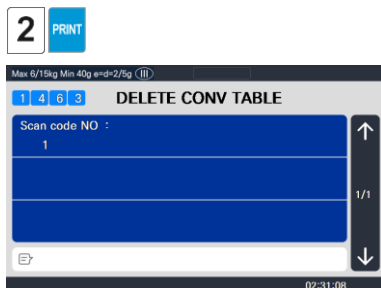 2 PRINT
Max 6/15kg Min 40g e=d=2/5g III
1 4 6 3 DELETE CONV TABLE
Scan code NO :
1
1/1
02:31:08